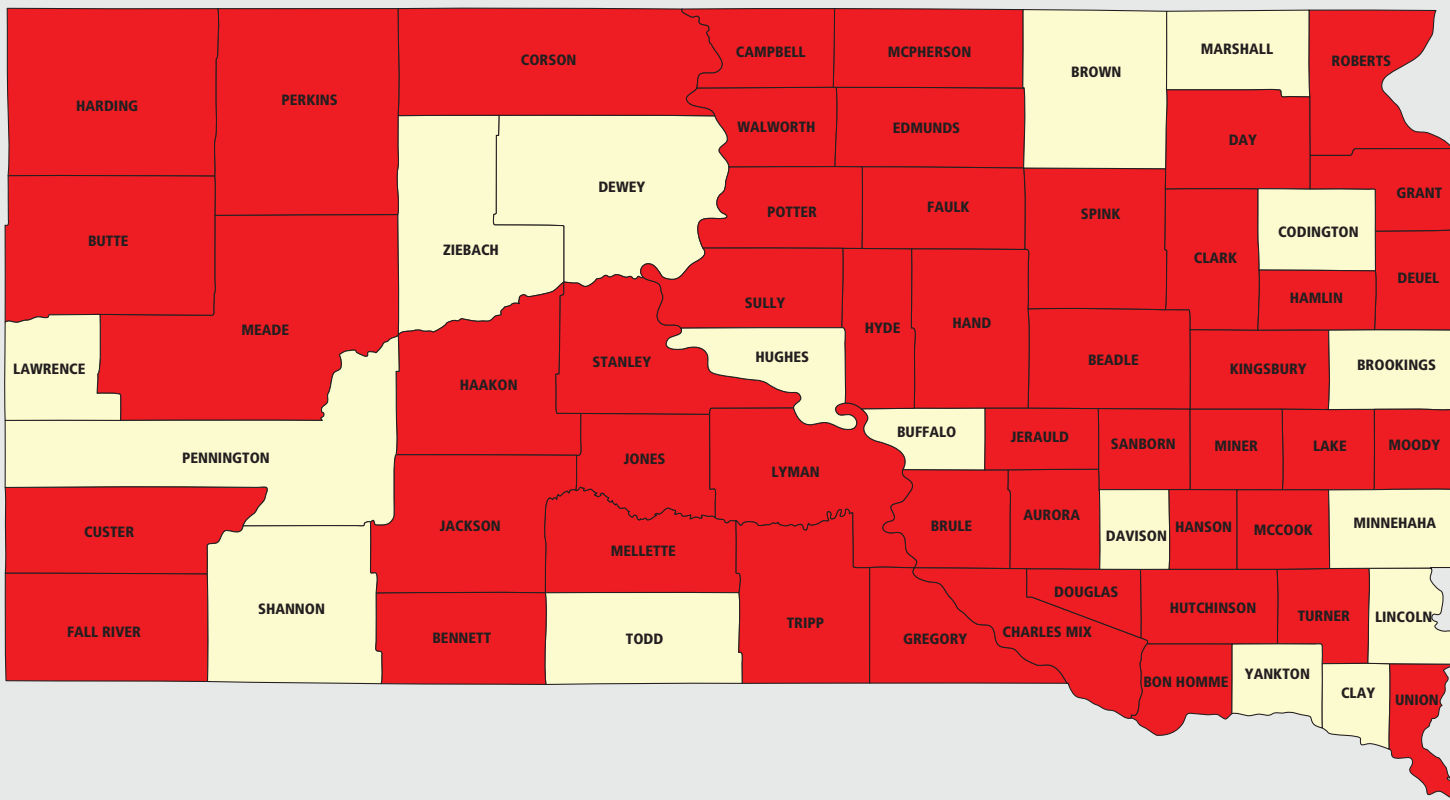 HARDING
PERKINS
CORSON
CAMPBELL
MCPHERSON
BROWN
MARSHALL
ROBERTS
WALWORTH
EDMUNDS
DAY
DEWEY
ZIEBACH
POTTER
FAULK
SPINK
GRANT
BUTTE
CODINGTON
CLARK
DEUEL
HAMLIN
MEADE
SULLY
HYDE
HAND
LAWRENCE
HAAKON
STANLEY
HUGHES
BEADLE
KINGSBURY
BROOKINGS
PENNINGTON
JONES
LYMAN
BUFFALO
JERAULD
SANBORN
MINER
LAKE
MOODY
CUSTER
JACKSON
MELLETTE
BRULE
AURORA
DAVISON
HANSON
MCCOOK
MINNEHAHA
FALL RIVER
SHANNON
BENNETT
TODD
TRIPP
GREGORY
CHARLES MIX
DOUGLAS
HUTCHINSON
TURNER
LINCOLN
BON HOMME
YANKTON
CLAY
UNION